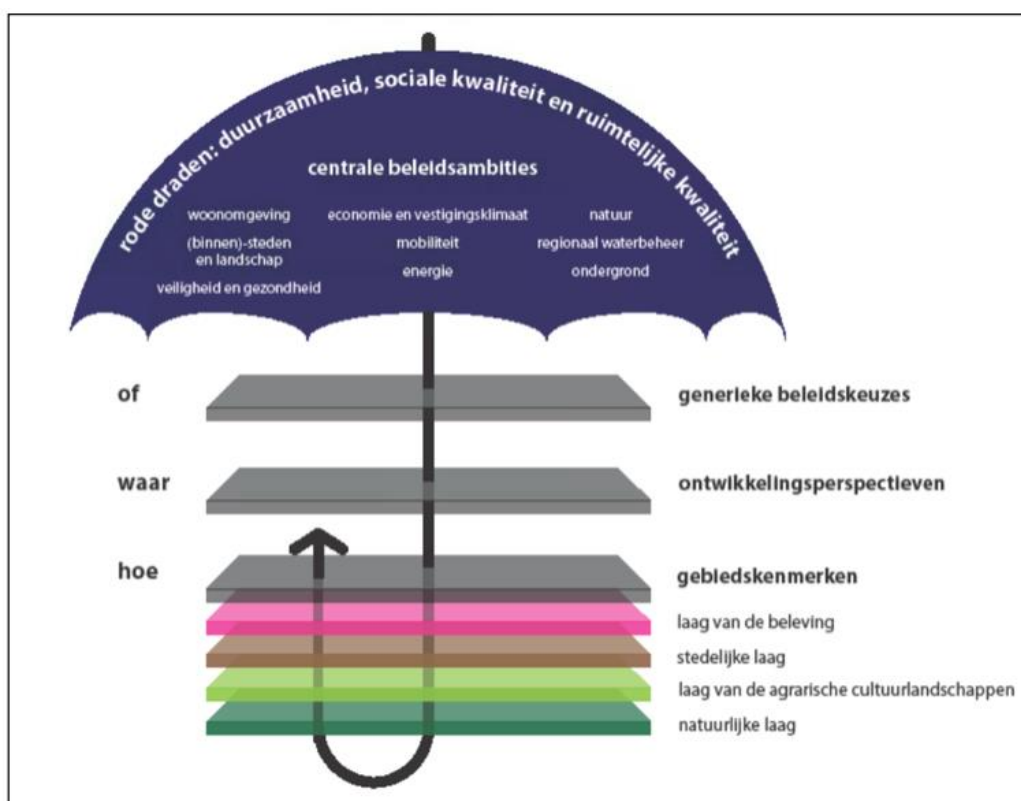 rode draden: duurzaamheid, sociale kwaliteit en ruimtelijke kwaliteit
centrale beleidsambities
woonomgeving
(binnen)-steden
en landschap
veiligheid en gezondheid
economie en vestigingsklimaat
mobiliteit
energie
natuur
regionaal waterbeheer
ondergrond
of
generieke beleidskeuzes
waar
ontwikkelingsperspectieven
hoe
gebiedskenmerken
laag van de beleving
stedelijke laag
laag van de agrarische cultuurlandschappen
natuurlijke laag